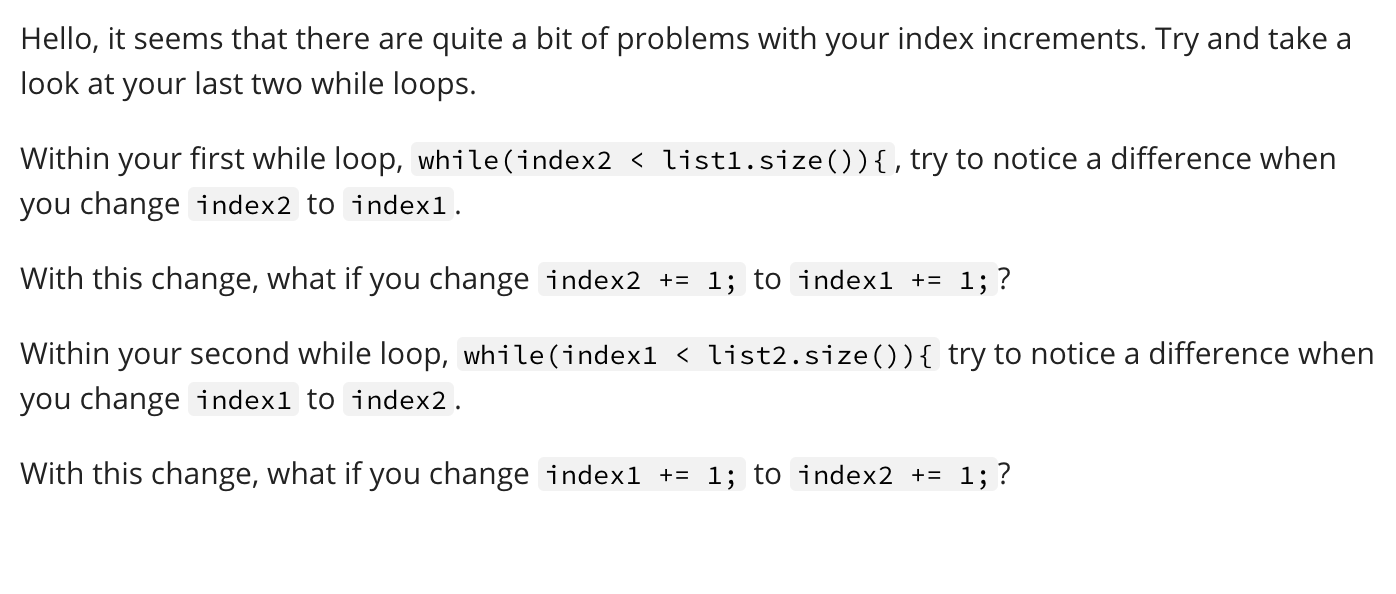 Hello, it seems that there are quite a bit of problems with your index increments. Try and take a
look at your last two while loops.
Within your first while loop, while(index2 < list1.size()){, try to notice a difference when
you change index2 to index1.
With this change, what if you change index2 += 1; to index1 += 1;?
Within your second while loop, while(index1 < list2.size()){ try to notice a difference when
you change index1 to index2.
With this change, what if you change index1 += 1; to index2 += 1;?